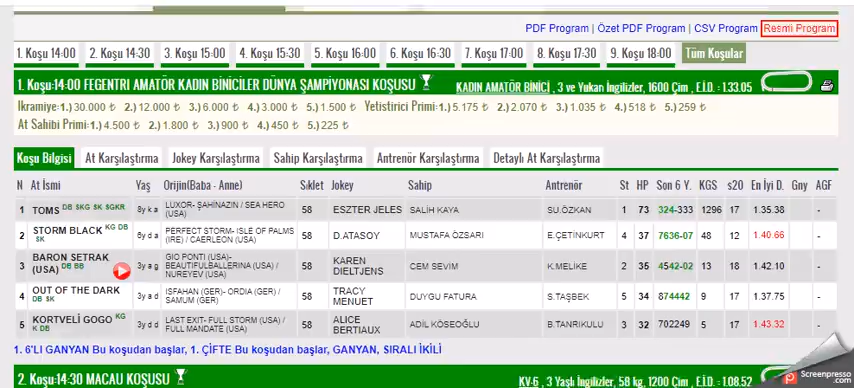 PDF Program | Özet PDF Program | CSV Program Resmi Program
1. Koşu 14:00 2. Koşu 14:30 3. Koşu 15:00 4. Koşu 15:30 5. Koşu 16:00 6. Koşu 16:30 7. Koşu 17:00 8. Koşu 17:30 9. Koşu 18:00 Tüm Koşular
1. Koşu:14:00 FEGENTRI AMATÖR KADIN BİNİCİLER DÜNYA ŞAMPİYONASI KOŞUSU KADIN AMATÖR BİNİCİ , 3 ve Yukarı İngilizler, 1600 Çim , E.İ.D. : 1.33.05
Ikramiye: 1.) 30.000 ₺ 2.) 12.000 ₺ 3.) 6.000 ₺ 4.) 3.000 ₺ 5.) 1.500 ₺ Yetistirici Primi: 1.) 5.175 ₺ 2.) 2.070 ₺ 3.) 1.035 ₺ 4.) 518 ₺ 5.) 259 ₺
At Sahibi Primi: 1.) 4.500 ₺ 2.) 1.800 ₺ 3.) 900 ₺ 4.) 450 ₺ 5.) 225 ₺
Koşu Bilgisi At Karşılaştırma Jokey Karşılaştırma Sahip Karşılaştırma Antrenör Karşılaştırma Detaylı At Karşılaştırma
N At İsmi Yaş Orijin(Baba - Anne) Sıklet Jokey Sahip Antrenör St HP Son 6 Y. KGS s20 En İyi D. Gny AGF
1 TOMS DB SKG SK SGKR 8y k a LUXOR- ŞAHİNAZIN / SEA HERO (USA) 58 ESZTER JELES SALİH KAYA SU.ÖZKAN 1 73 324-333 1296 17 1.35.38 -
2 STORM BLACK KG DB SK 6y d a PERFECT STORM- ISLE OF PALMS (IRE) / CAERLEON (USA) 58 D.ATASOY MUSTAFA ÖZSARI E.ÇETİNKURT 4 37 7636-07 48 12 1.40.66 -
3 BARON SETRAK (USA) DB BB 3y a g GIO PONTI (USA)- BEAUTIFULBALLERINA (USA) / NUREYEV (USA) 58 KAREN DIELTJENS CEM SEVİM K.MELİKE 2 35 4542-02 13 18 1.42.10 -
4 OUT OF THE DARK DB SK 3y a d ISFAHAN (GER)- ORDIA (GER) / SAMUM (GER) 58 TRACY MENUET DUYGU FATURA S.TAŞBEK 5 34 874442 9 17 1.37.75 -
5 KORTVELİ GOGO KG K DB 3y d d LAST EXIT- FULL STORM (USA) / FULL MANDATE (USA) 58 ALICE BERTIAUX ADİL KÖSEOĞLU B.TANRIKULU 3 32 702249 5 17 1.43.32 -
1. 6'LI GANYAN Bu koşudan başlar, 1. ÇİFTE Bu koşudan başlar, GANYAN, SIRALI İKİLİ
2. Koşu:14:30 MACAU KOŞUSU KV-6 , 3 Yaşlı İngilizler, 58 kg, 1200 Çim , E.İ.D. : 1.08.52
Screenpresso.com